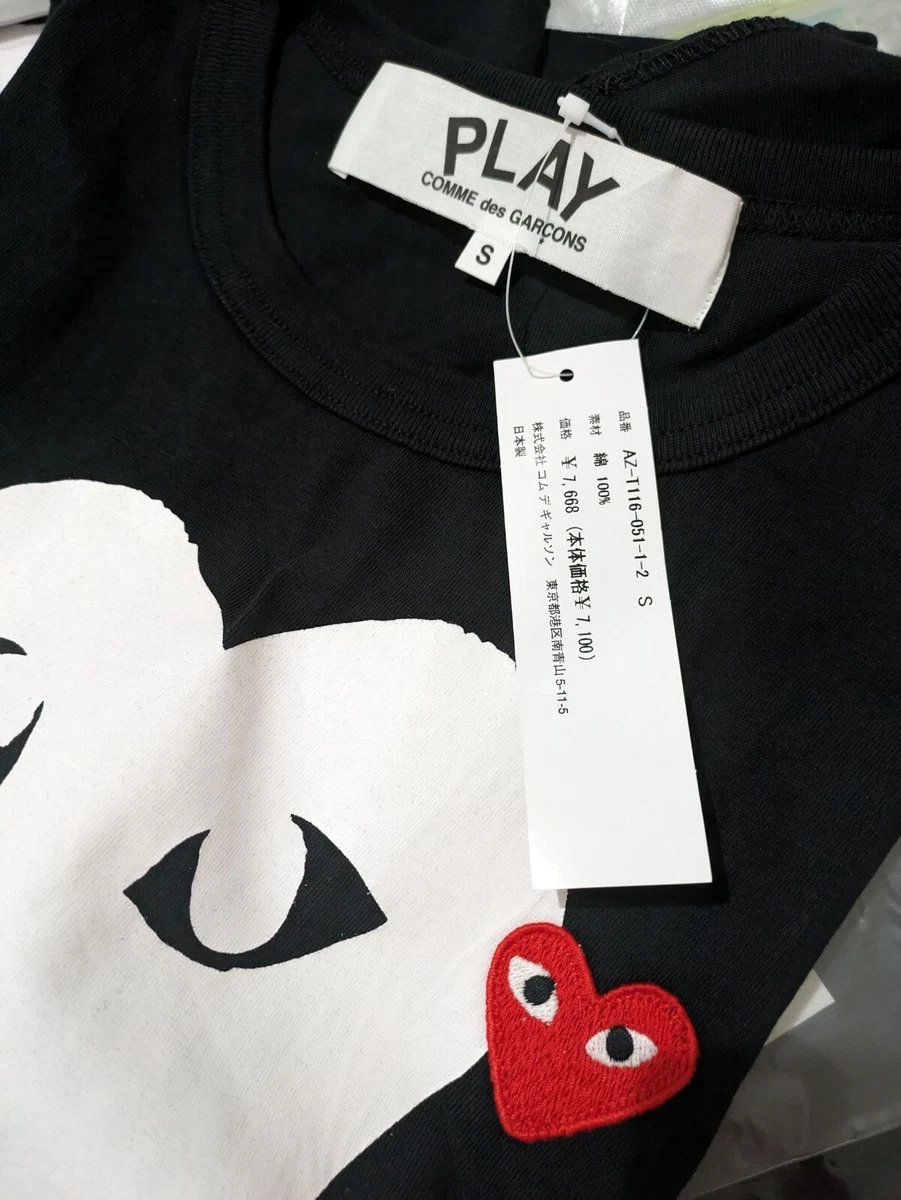 PLAY
COMME des GARÇONS
S
品番 AZ-T116-051-1-2 S
素材 綿 100%
価格 ¥ 7,668 (本体価格¥ 7,100)
株式会社 コム デ ギャルソン 東京都港区南青山5-11-5
日本製